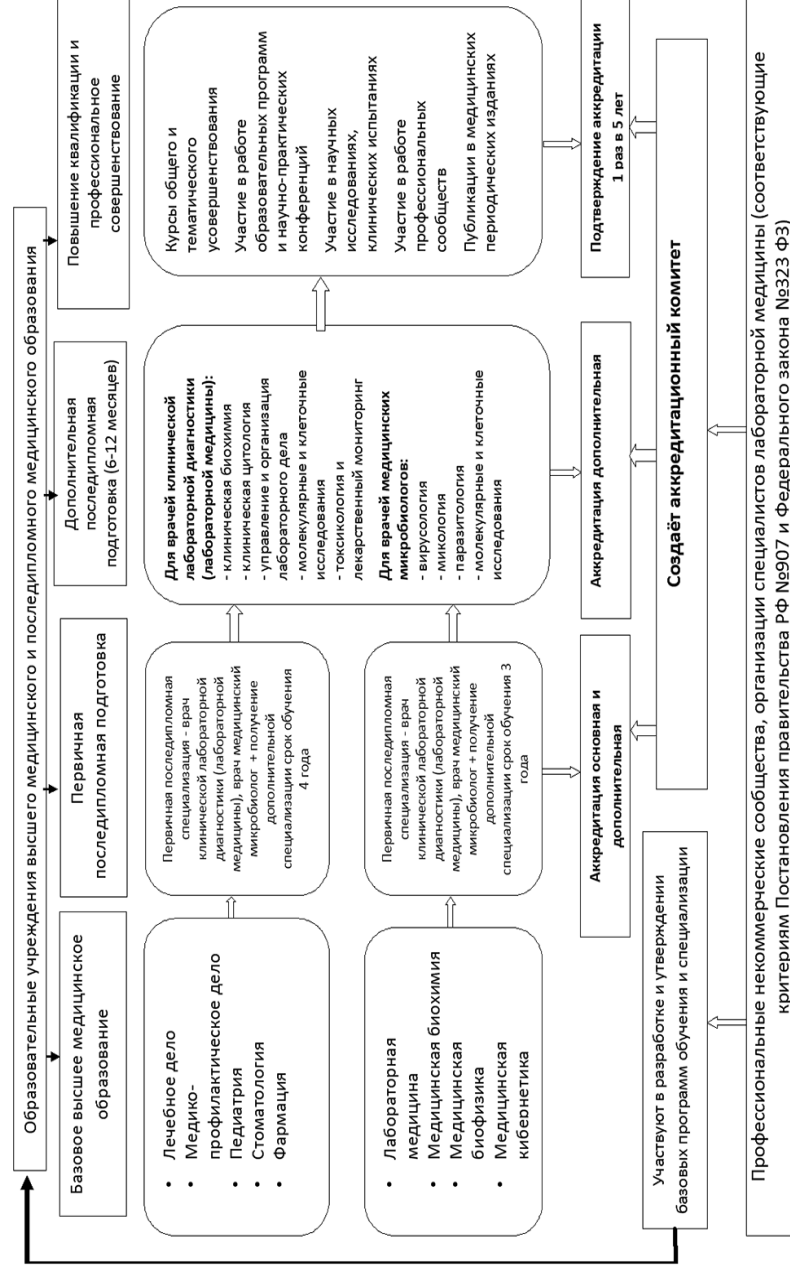 Образовательные учреждения высшего медицинского и последипломного медицинского образования
Базовое высшее медицинское
образование
Первичная
последипломная подготовка
Дополнительная
последипломная
подготовка (6-12 месяцев)
Повышение квалификации и
профессиональное
совершенствование
• Лечебное дело
• Медико-
профилактическое дело
• Педиатрия
• Стоматология
• Фармация
Первичная последипломная
специализация - врач
клинической лабораторной
диагностики (лабораторной
медицины), врач медицинский
микробиолог + получение
дополнительной
специализации срок обучения
4 года
Для врачей клинической
лабораторной диагностики
(лабораторной медицины):
- клиническая биохимия
- клиническая цитология
- управление и организация
лабораторного дела
- молекулярные и клеточные
исследования
- токсикология и
лекарственный мониторинг
Для врачей медицинских
микробиологов:
- вирусология
- микология
- паразитология
- молекулярные и клеточные
исследования
Курсы общего и
тематического
усовершенствования
Участие в работе
образовательных программ
и научно-практических
конференций
Участие в научных
исследованиях,
клинических испытаниях
Участие в работе
профессиональных
сообществ
Публикации в медицинских
периодических изданиях
• Лабораторная
медицина
• Медицинская биохимия
• Медицинская
биофизика
• Медицинская
кибернетика
Первичная последипломная
специализация - врач
клинической лабораторной
диагностики (лабораторной
медицины), врач медицинский
микробиолог + получение
дополнительной
специализации срок обучения 3
года
Аккредитация основная и
дополнительная
Аккредитация дополнительная
Подтверждение аккредитации
1 раз в 5 лет
Участвуют в разработке и утверждении
базовых программ обучения и специализации
Создаёт аккредитационный комитет
Профессиональные некоммерческие сообщества, организации специалистов лабораторной медицины (соответствующие
критериям Постановления правительства РФ №907 и Федерального закона №323 ФЗ)